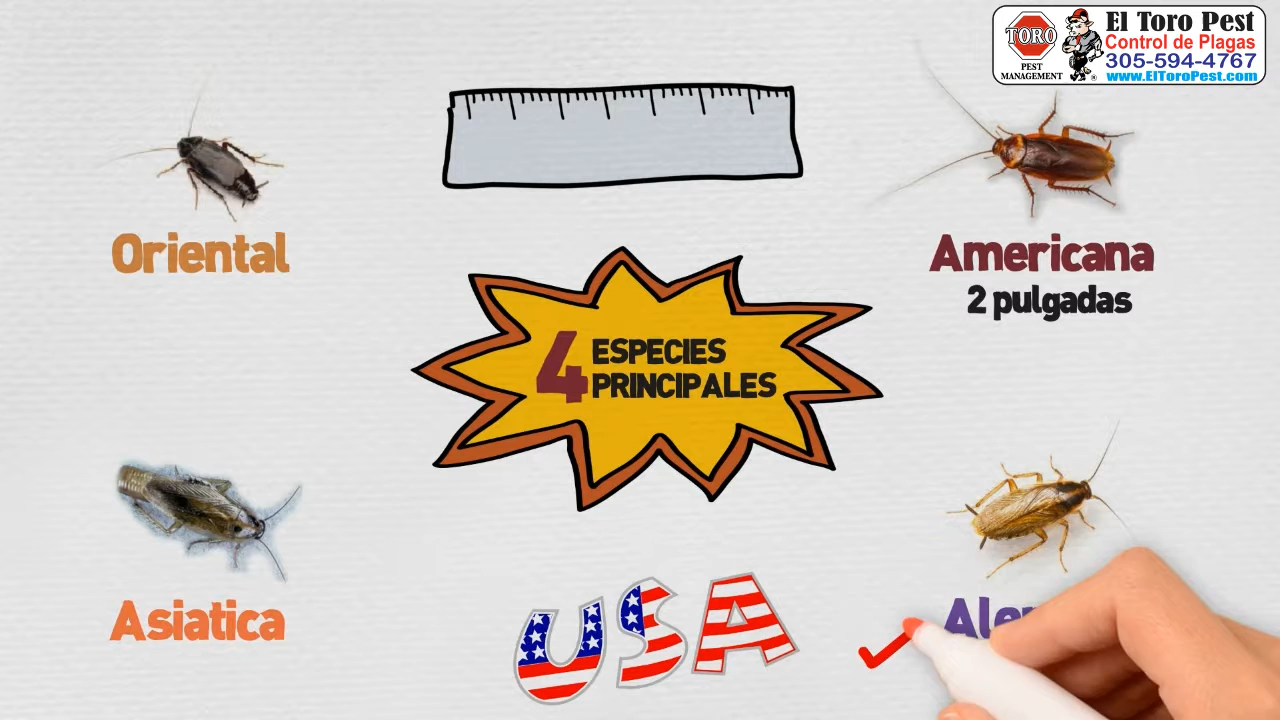 TORO
PEST
MANAGEMENT
El Toro Pest
Control de Plagas
305-594-4767
www.ElToroPest.com
Oriental
Americana
2 pulgadas
4 ESPECIES
PRINCIPALES
Asiatica
USA